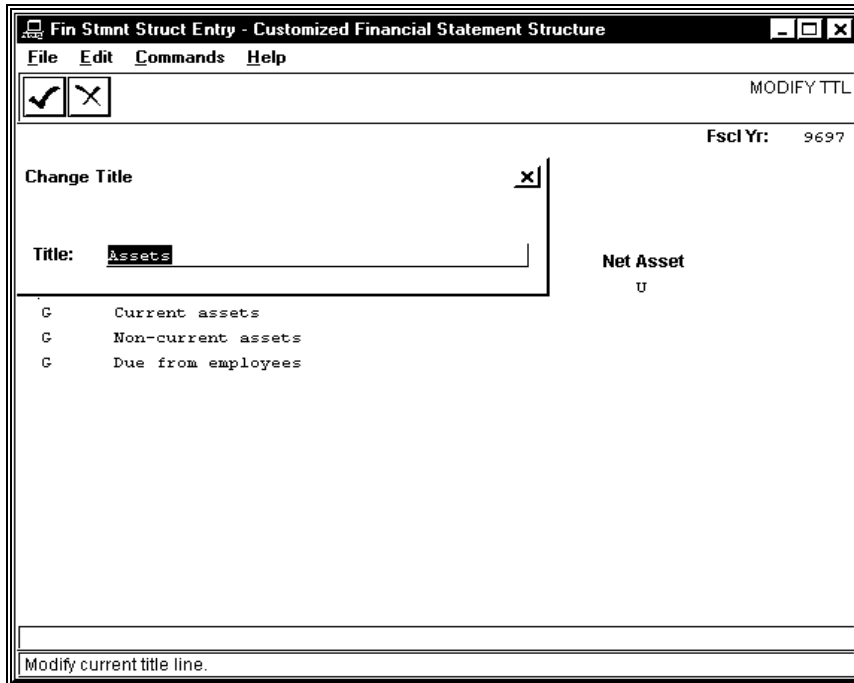 Fin Stmnt Struct Entry - Customized Financial Statement Structure
File Edit Commands Help
MODIFY TTL
Fscl Yr: 9697
Change Title
Title: Assets
Net Asset
U
G Current assets
G Non-current assets
G Due from employees
Modify current title line.